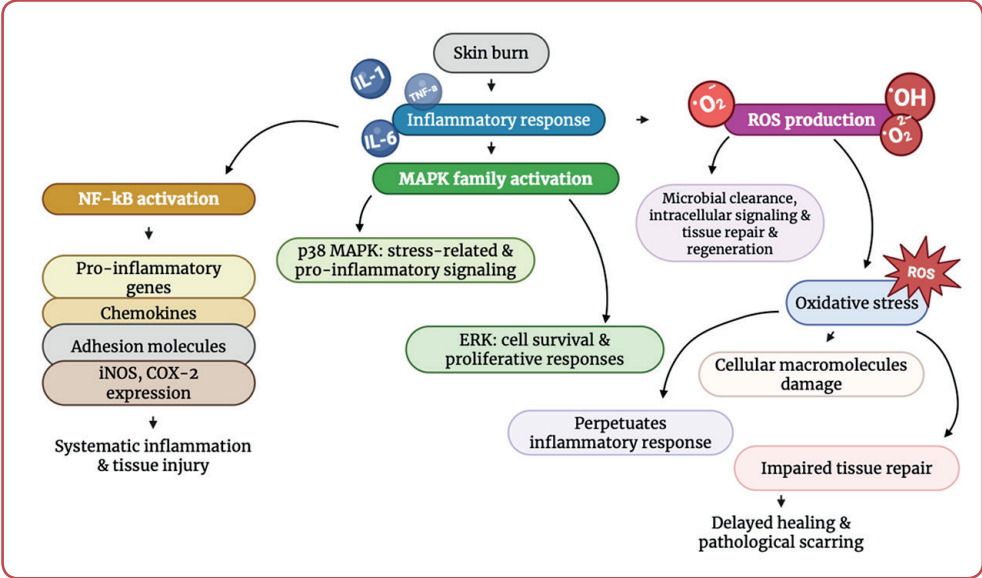 Skin burn
IL-1
TNF-a
IL-6
Inflammatory response
•O₂⁻
•OH
ROS production
•O₂²⁻
NF-kB activation
Pro-inflammatory
genes
Chemokines
Adhesion molecules
iNOS, COX-2
expression
Systematic inflammation
& tissue injury
MAPK family activation
p38 MAPK: stress-related &
pro-inflammatory signaling
ERK: cell survival &
proliferative responses
Microbial clearance,
intracellular signaling &
tissue repair &
regeneration
ROS
Oxidative stress
Cellular macromolecules
damage
Perpetuates
inflammatory response
Impaired tissue repair
Delayed healing &
pathological scarring